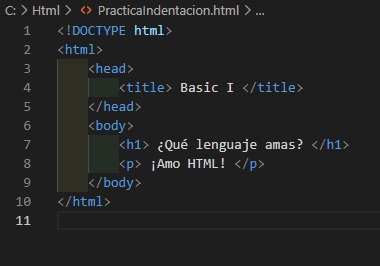 C: > Html > <> PracticaIndentacion.html > ...
1 <!DOCTYPE html>
2 <html>
3     <head>
4         <title> Basic I </title>
5     </head>
6     <body>
7         <h1> ¿Qué lenguaje amas? </h1>
8         <p> ¡Amo HTML! </p>
9     </body>
10 </html>
11